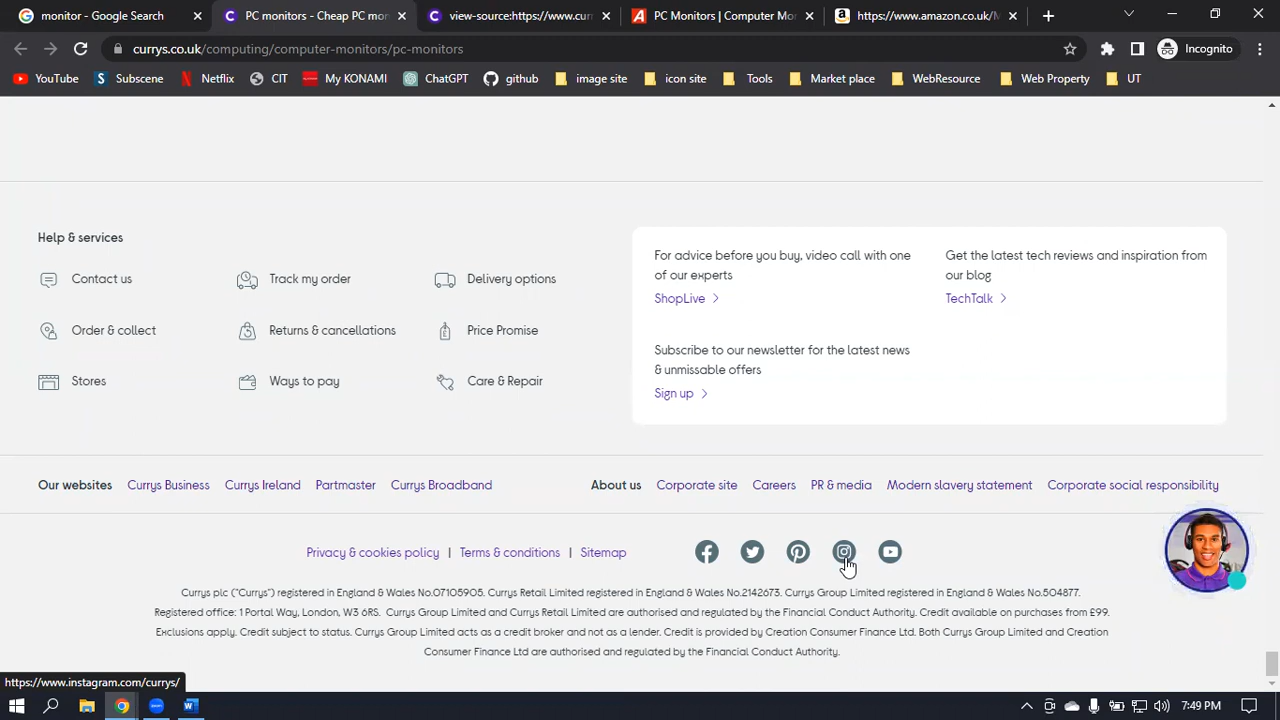 monitor - Google Search
PC monitors - Cheap PC mon
view-source:https://www.curr
PC Monitors | Computer Mo
https://www.amazon.co.uk/M
currys.co.uk/computing/computer-monitors/pc-monitors
Incognito
YouTube
Subscene
Netflix
CIT
My KONAMI
ChatGPT
github
image site
icon site
Tools
Market place
WebResource
Web Property
UT
Help & services
Contact us
Track my order
Delivery options
Order & collect
Returns & cancellations
Price Promise
Stores
Ways to pay
Care & Repair
For advice before you buy, video call with one
of our experts
ShopLive
Get the latest tech reviews and inspiration from
our blog
TechTalk
Subscribe to our newsletter for the latest news
& unmissable offers
Sign up
Our websites
Currys Business
Currys Ireland
Partmaster
Currys Broadband
About us
Corporate site
Careers
PR & media
Modern slavery statement
Corporate social responsibility
Privacy & cookies policy | Terms & conditions | Sitemap
Currys plc ("Currys") registered in England & Wales No.07105905. Currys Retail Limited registered in England & Wales No.2142673. Currys Group Limited registered in England & Wales No.504877.
Registered office: 1 Portal Way, London, W3 6RS. Currys Group Limited and Currys Retail Limited are authorised and regulated by the Financial Conduct Authority. Credit available on purchases from £99.
Exclusions apply. Credit subject to status. Currys Group Limited acts as a credit broker and not as a lender. Credit is provided by Creation Consumer Finance Ltd. Both Currys Group Limited and Creation
Consumer Finance Ltd are authorised and regulated by the Financial Conduct Authority.
https://www.instagram.com/currys/
7:49 PM